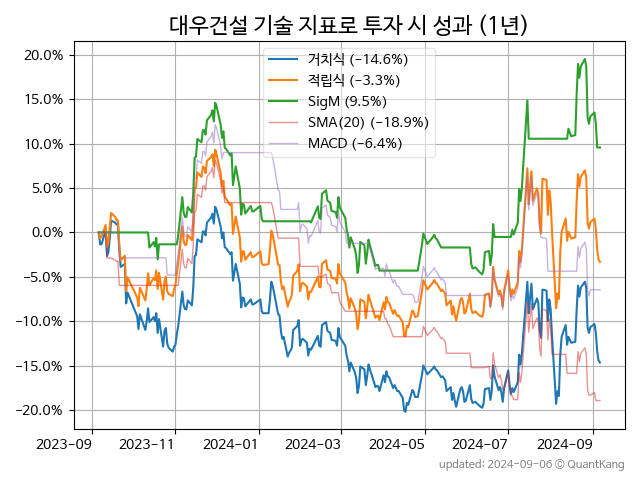 대우건설 기술 지표로 투자 시 성과 (1년)
거치식 (−14.6%)
적립식 (−3.3%)
SigM (9.5%)
SMA(20) (−18.9%)
MACD (−6.4%)
20.0%
15.0%
10.0%
5.0%
0.0%
−5.0%
−10.0%
−15.0%
−20.0%
2023-09 2023-11 2024-01 2024-03 2024-05 2024-07 2024-09
updated: 2024-09-06 © QuantKang